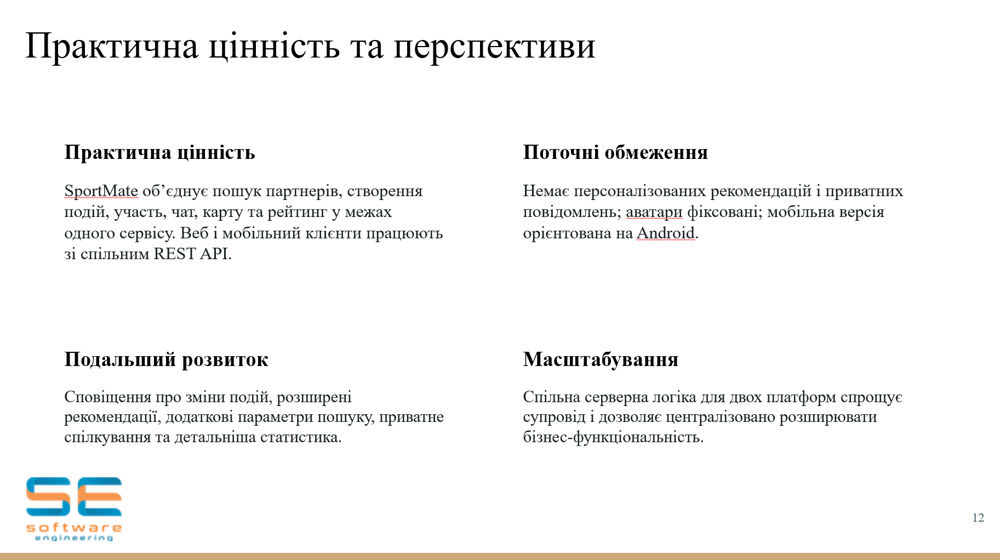 Практична цінність та перспективи
Практична цінність
SportMate об’єднує пошук партнерів, створення
подій, участь, чат, карту та рейтинг у межах
одного сервісу. Веб і мобільний клієнти працюють
зі спільним REST API.
Поточні обмеження
Немає персоналізованих рекомендацій і приватних
повідомлень; аватари фіксовані; мобільна версія
орієнтована на Android.
Подальший розвиток
Сповіщення про зміни подій, розширені
рекомендації, додаткові параметри пошуку, приватне
спілкування та детальніша статистика.
Масштабування
Спільна серверна логіка для двох платформ спрощує
супровід і дозволяє централізовано розширювати
бізнес-функціональність.
SE
software
engineering
12